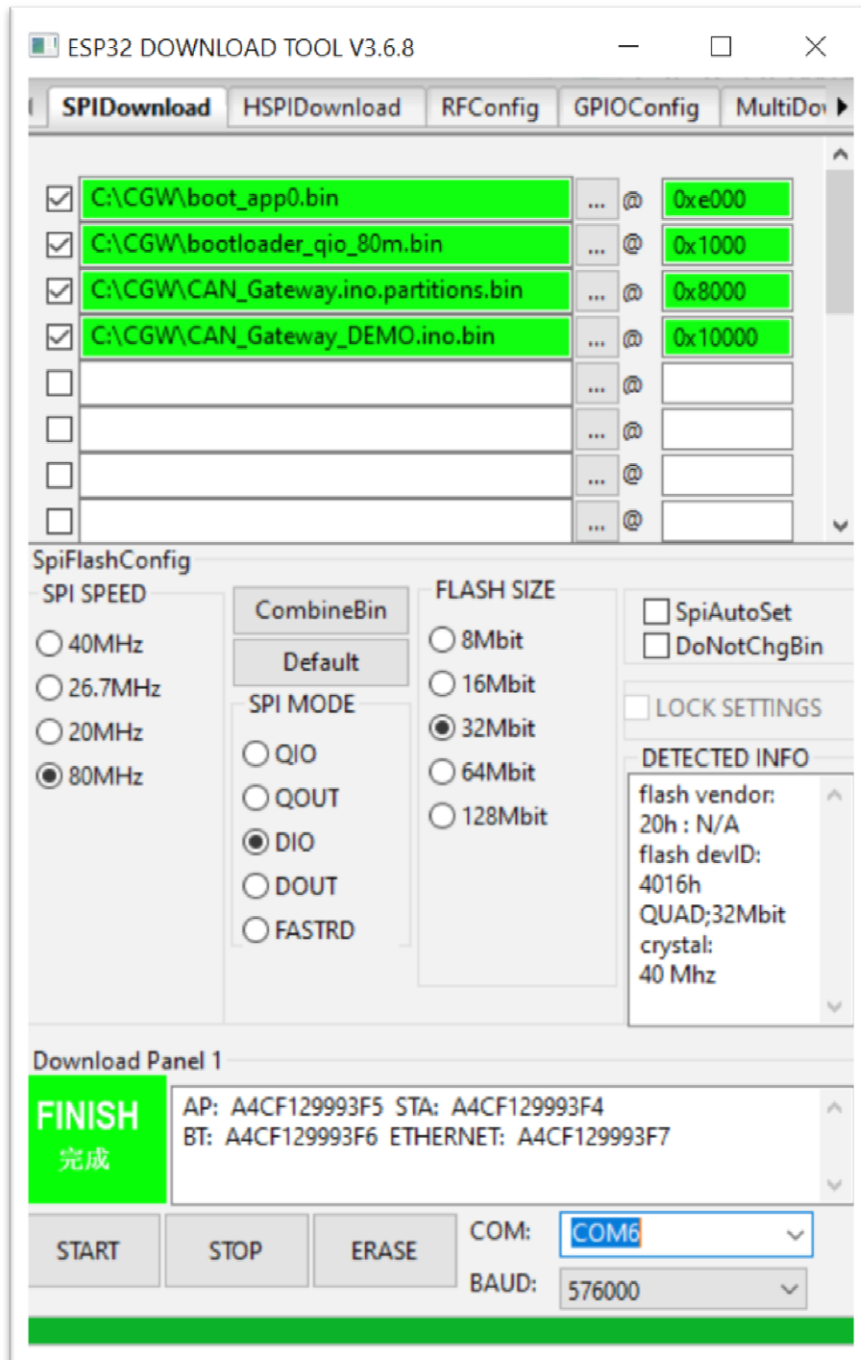 ESP32 DOWNLOAD TOOL V3.6.8
SPIDownload HSPIDownload RFConfig GPIOConfig MultiDow
C:\CGW\boot_app0.bin ... @ 0xe000
C:\CGW\bootloader_qio_80m.bin ... @ 0x1000
C:\CGW\CAN_Gateway.ino.partitions.bin ... @ 0x8000
C:\CGW\CAN_Gateway_DEMO.ino.bin ... @ 0x10000
... @
... @
... @
... @
SpiFlashConfig
SPI SPEED
40MHz
26.7MHz
20MHz
80MHz
CombineBin
Default
SPI MODE
QIO
QOUT
DIO
DOUT
FASTRD
FLASH SIZE
8Mbit
16Mbit
32Mbit
64Mbit
128Mbit
SpiAutoSet
DoNotChgBin
LOCK SETTINGS
DETECTED INFO
flash vendor:
20h : N/A
flash devID:
4016h
QUAD;32Mbit
crystal:
40 Mhz
Download Panel 1
FINISH
完成
AP: A4CF129993F5 STA: A4CF129993F4
BT: A4CF129993F6 ETHERNET: A4CF129993F7
START STOP ERASE
COM: COM6
BAUD: 576000